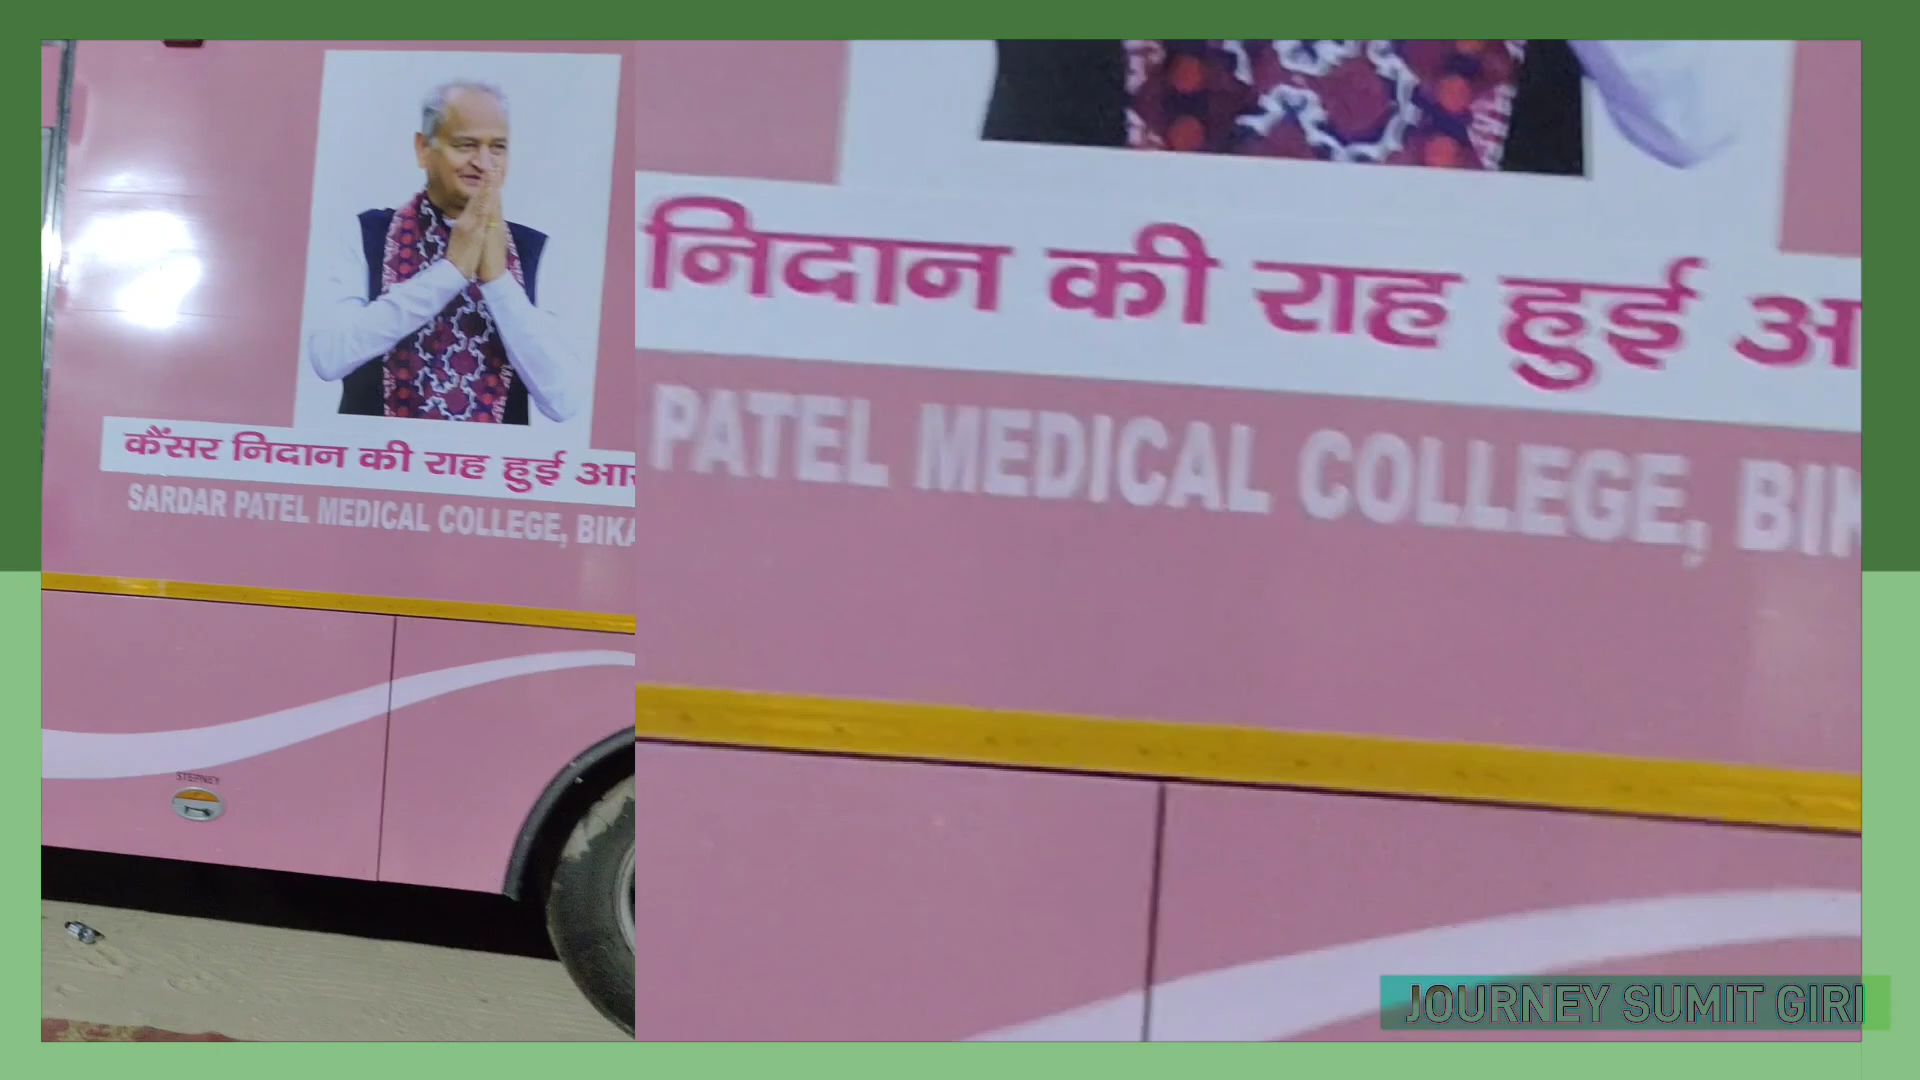 कैंसर निदान की राह हुई
SARDAR PATEL MEDICAL COLLEGE,
STEPNEY
निदान की राह हुई
PATEL MEDICAL COLLEGE,
JOURNEY SUMIT GIRI